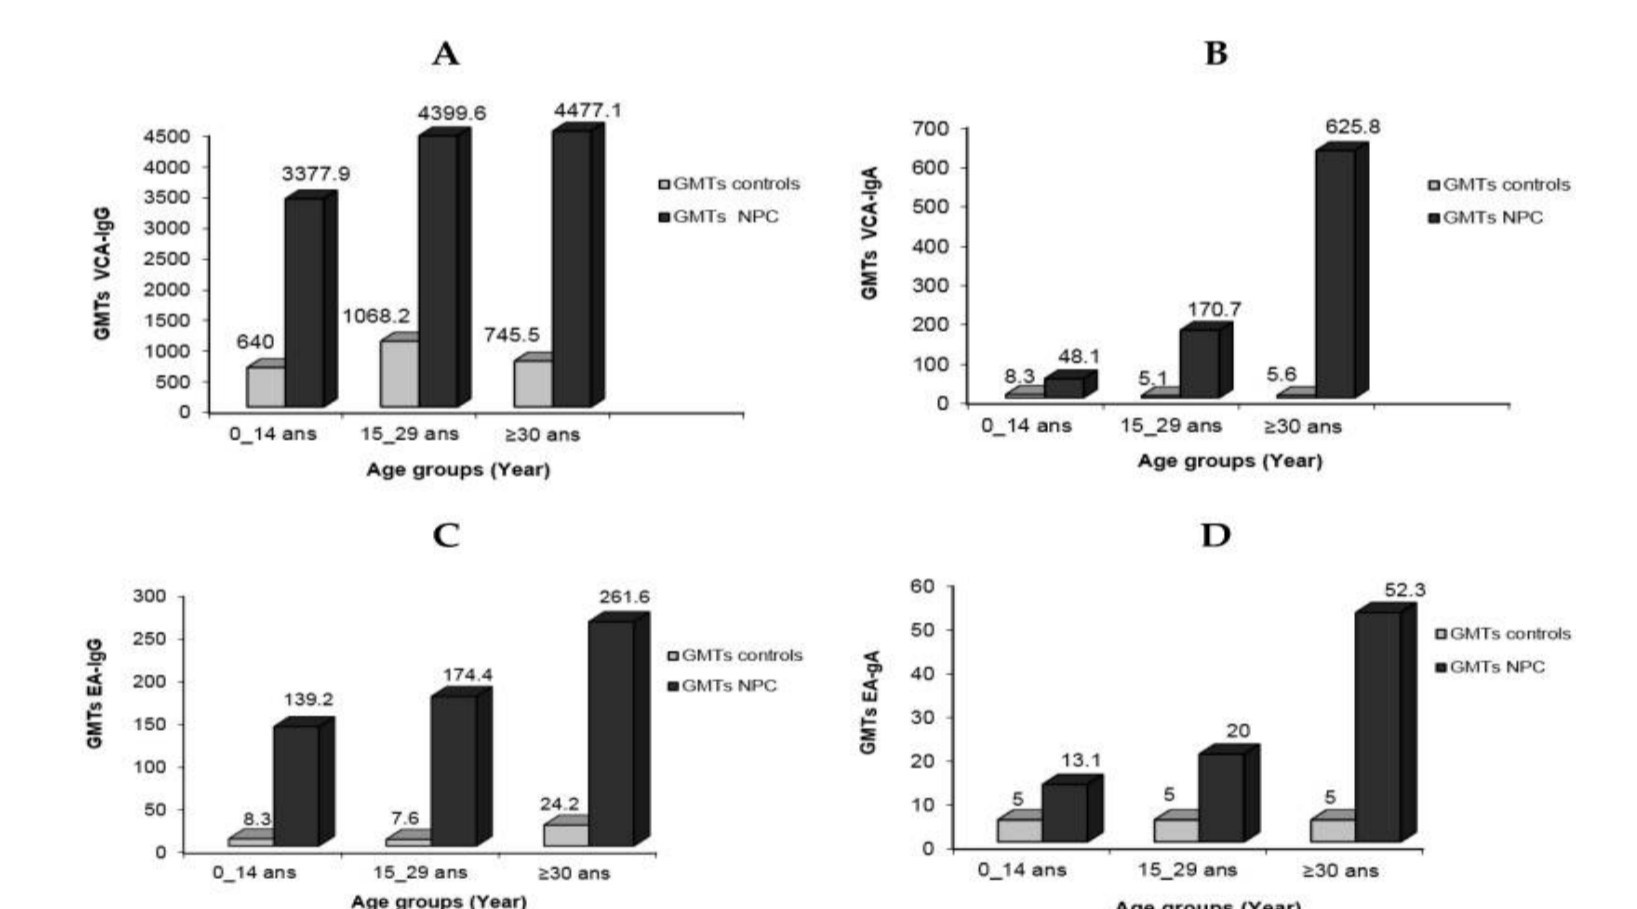 A
4399.6 4477.1
4500
4000
3377.9
3500
3000
2500
2000
1500
1068.2
745.5
640
1000
500
0
GMTs VCA-IgG
0_14 ans 15_29 ans ≥30 ans
Age groups (Year)
GMTs controls
GMTs NPC
B
700
625.8
600
500
400
300
200
170.7
100
48.1
8.3
5.1
5.6
0
GMTs VCA-IgA
0_14 ans 15_29 ans ≥30 ans
Age groups (Year)
GMTs controls
GMTs NPC
C
300
261.6
250
200
174.4
139.2
150
100
50
24.2
8.3
7.6
0
GMTs EA-IgG
0_14 ans 15_29 ans ≥30 ans
Age groups (Year)
GMTs controls
GMTs NPC
D
60
52.3
50
40
30
20
20
13.1
10
5
5
5
0
GMTs EA-gA
0_14 ans 15_29 ans ≥30 ans
Age groups (Year)
GMTs controls
GMTs NPC